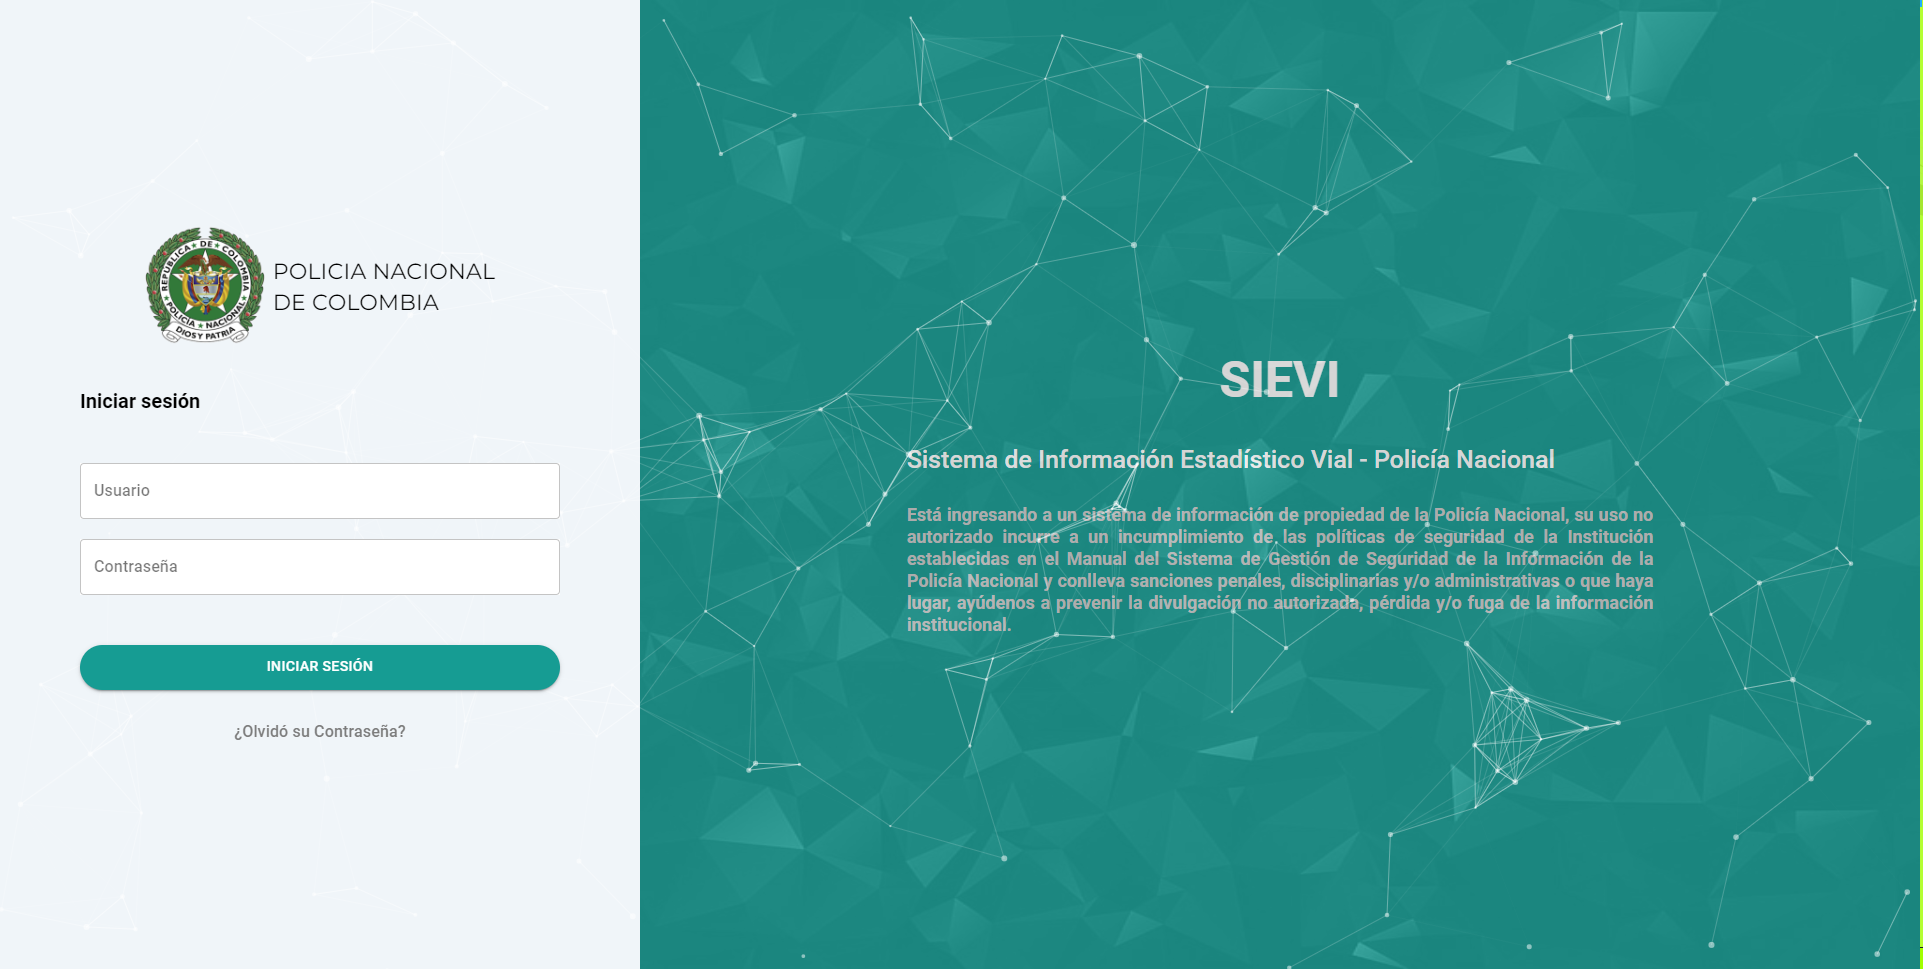 REPUBLICA DE COLOMBIA
POLICÍA NACIONAL
DIOS Y PATRIA
POLICIA NACIONAL
DE COLOMBIA
Iniciar sesión
Usuario
Contraseña
INICIAR SESIÓN
¿Olvidó su Contraseña?
SIEVI
Sistema de Información Estadístico Vial - Policía Nacional
Está ingresando a un sistema de información de propiedad de la Policía Nacional, su uso no
autorizado incurre a un incumplimiento de las políticas de seguridad de la Institución
establecidas en el Manual del Sistema de Gestión de Seguridad de la Información de la
Policía Nacional y conlleva sanciones penales, disciplinarias y/o administrativas o que haya
lugar, ayúdenos a prevenir la divulgación no autorizada, pérdida y/o fuga de la información
institucional.